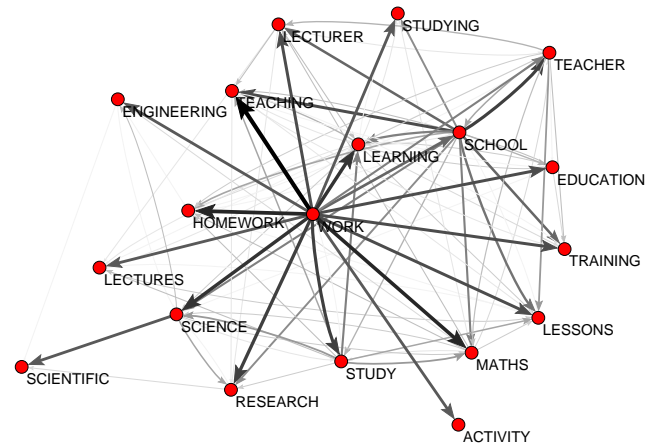 STUDYING
LECTURER
TEACHER
TEACHING
ENGINEERING
SCHOOL
LEARNING
EDUCATION
HOMEWORK
WORK
TRAINING
LECTURES
SCIENCE
LESSONS
MATHS
STUDY
SCIENTIFIC
RESEARCH
ACTIVITY